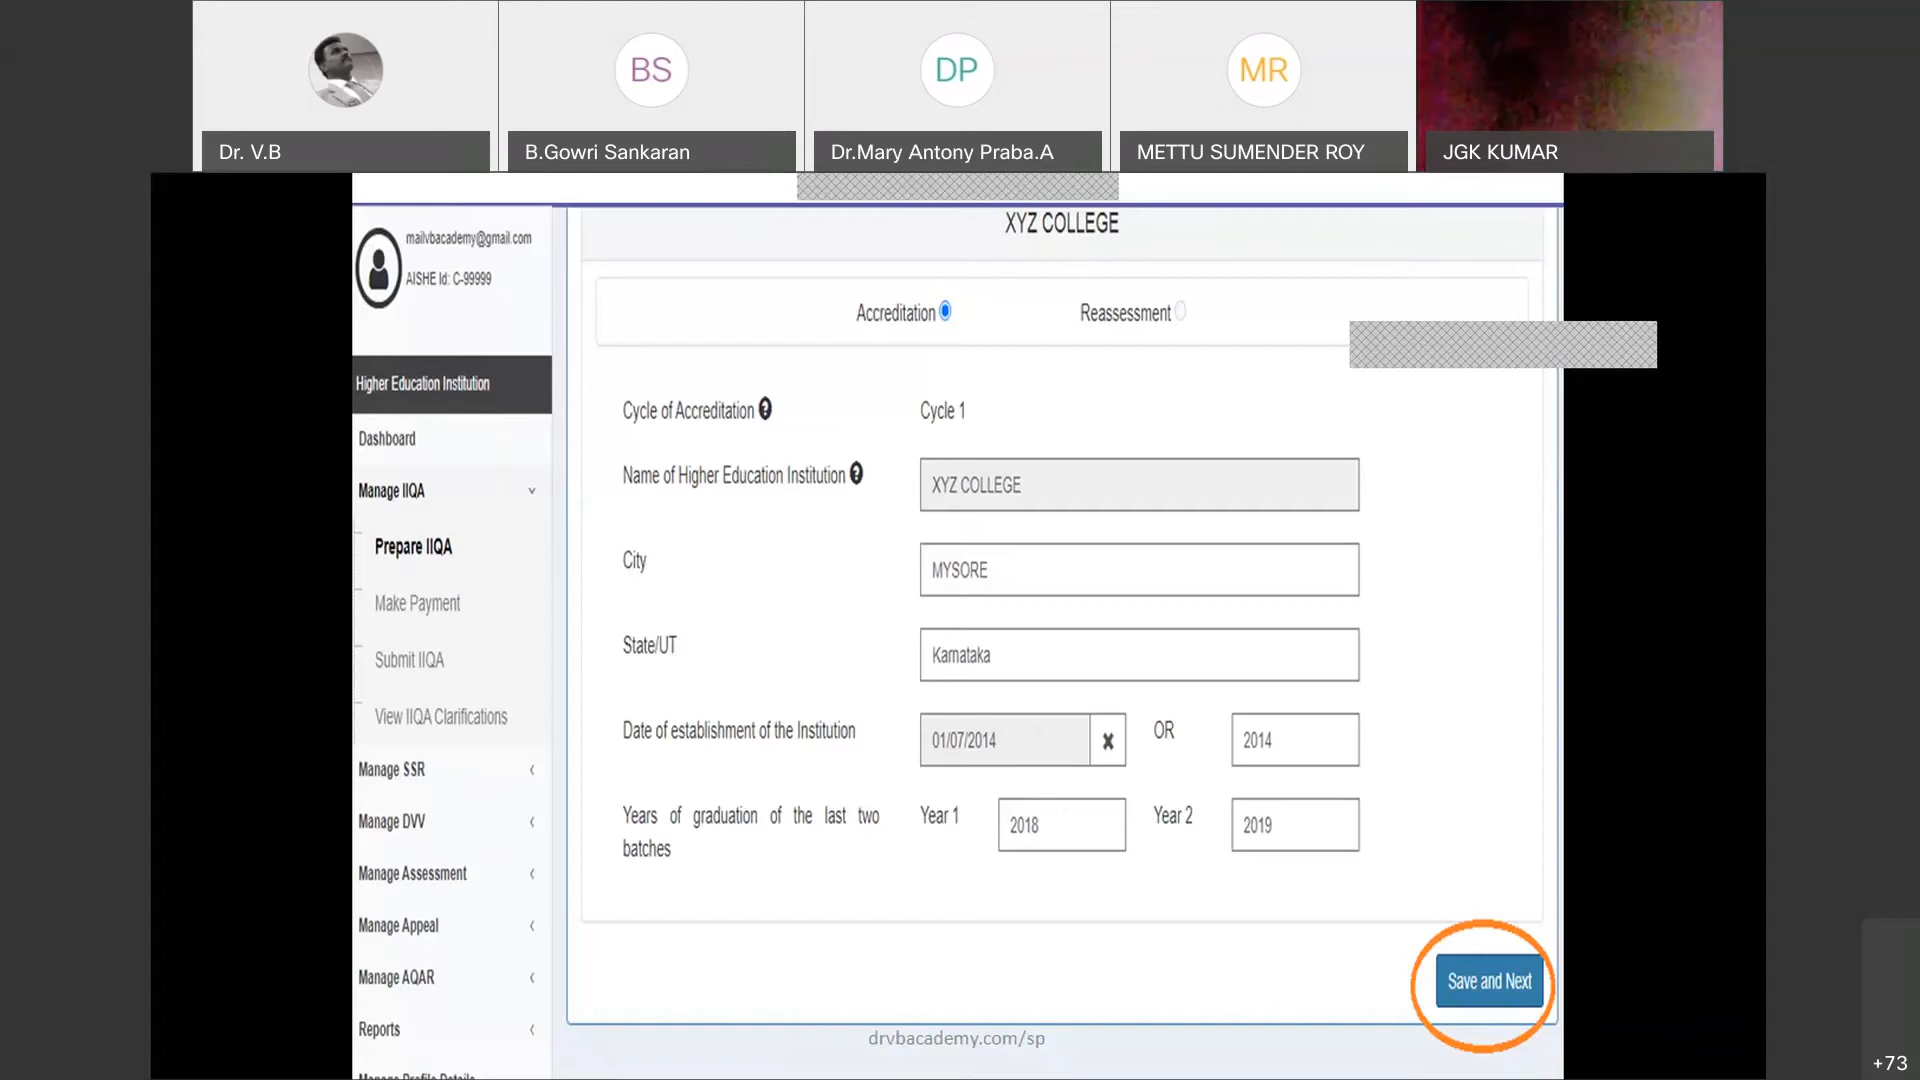 BS
DP
MR
Dr. V.B
B.Gowri Sankaran
Dr.Mary Antony Praba.A
METTU SUMENDER ROY
JGK KUMAR
XYZ COLLEGE
mailvbacademy@gmail.com
AISHE Id: C-99999
Accreditation
Reassessment
Higher Education Institution
Dashboard
Manage IIQA
Prepare IIQA
Make Payment
Submit IIQA
View IIQA Clarifications
Manage SSR
Manage DVV
Manage Assessment
Manage Appeal
Manage AQAR
Reports
Manage Profile Details
Cycle of Accreditation ?
Cycle 1
Name of Higher Education Institution ?
XYZ COLLEGE
City
MYSORE
State/UT
Karnataka
Date of establishment of the Institution
01/07/2014
OR
2014
Years of graduation of the last two
batches
Year 1
2018
Year 2
2019
Save and Next
drvbacademy.com/sp
+73